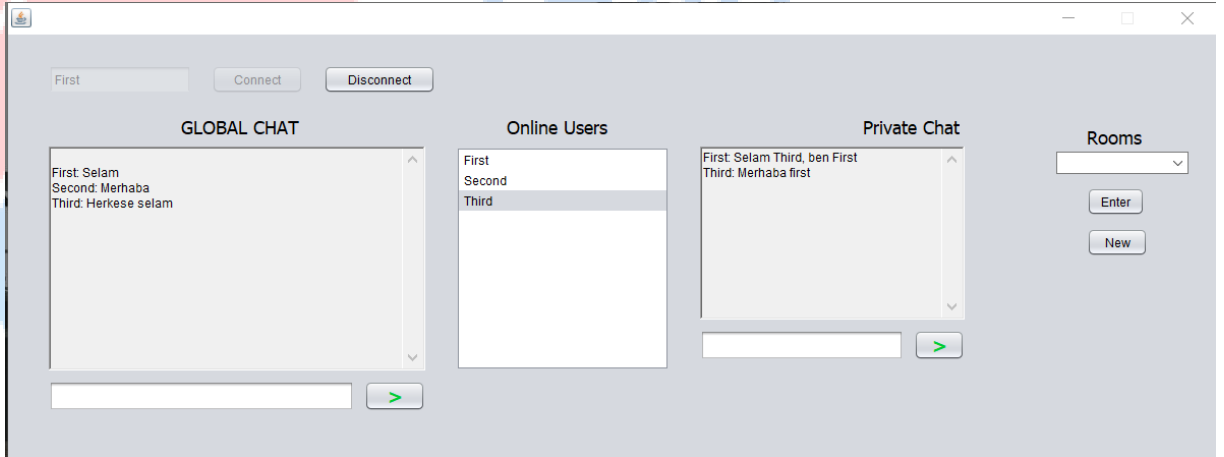 First
Connect
Disconnect
GLOBAL CHAT
First: Selam
Second: Merhaba
Third: Herkese selam
>
Online Users
First
Second
Third
Private Chat
First: Selam Third, ben First
Third: Merhaba first
>
Rooms
Enter
New